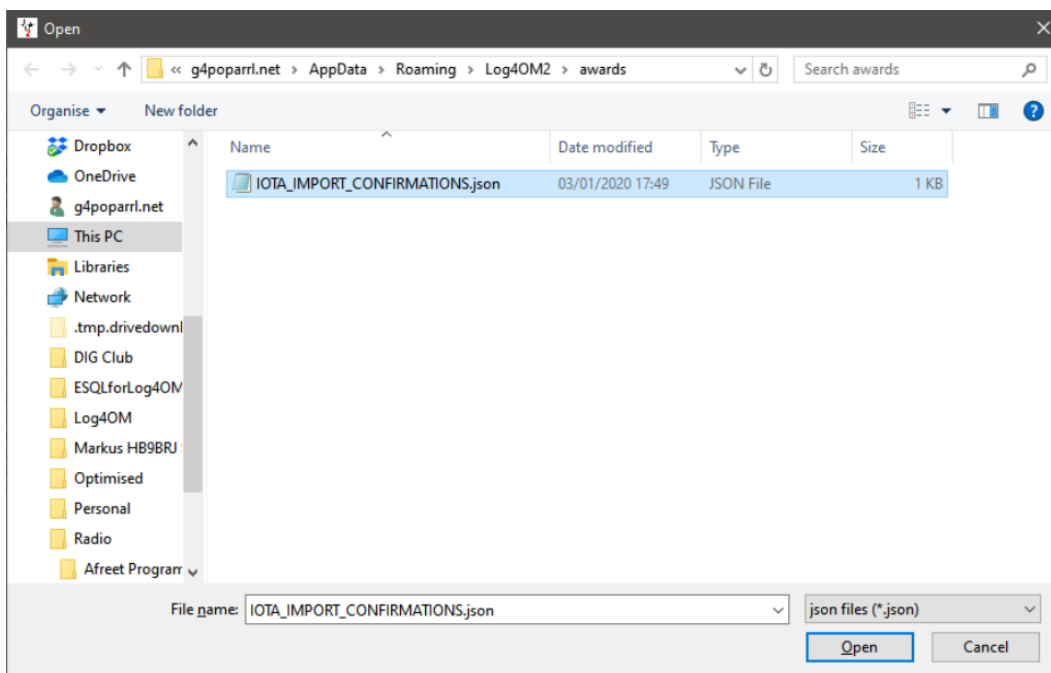 Open
« g4poparrl.net › AppData › Roaming › Log4OM2 › awards
Search awards
Organise
New folder
Name
Date modified
Type
Size
IOTA_IMPORT_CONFIRMATIONS.json 03/01/2020 17:49 JSON File 1 KB
Dropbox
OneDrive
g4poparrl.net
This PC
Libraries
Network
.tmp.drivedownl
DIG Club
ESQLforLog4OM
Log4OM
Markus HB9BRJ
Optimised
Personal
Radio
Afreet Program
File name: IOTA_IMPORT_CONFIRMATIONS.json
json files (*.json)
Open
Cancel